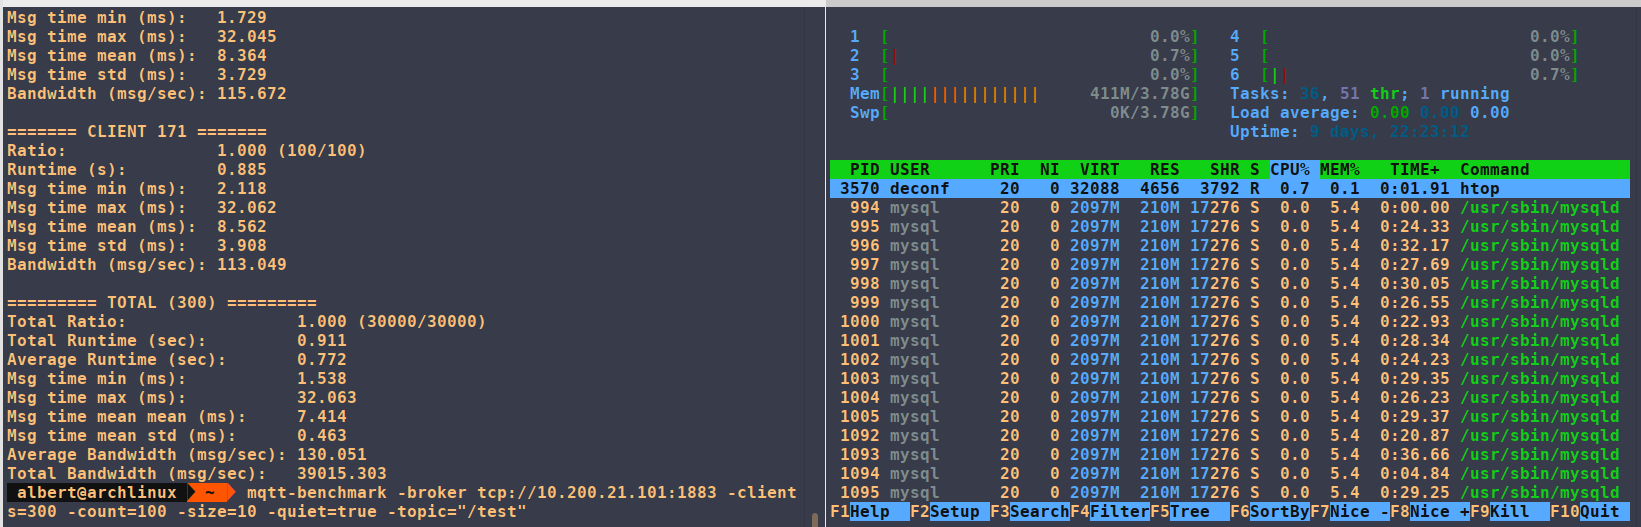 Msg time min (ms):   1.729
Msg time max (ms):   32.045
Msg time mean (ms):  8.364
Msg time std (ms):   3.729
Bandwidth (msg/sec): 115.672
======= CLIENT 171 =======
Ratio:               1.000 (100/100)
Runtime (s):         0.885
Msg time min (ms):   2.118
Msg time max (ms):   32.062
Msg time mean (ms):  8.562
Msg time std (ms):   3.908
Bandwidth (msg/sec): 113.049
========= TOTAL (300) =========
Total Ratio:                 1.000 (30000/30000)
Total Runtime (sec):         0.911
Average Runtime (sec):       0.772
Msg time min (ms):           1.538
Msg time max (ms):           32.063
Msg time mean mean (ms):     7.414
Msg time mean std (ms):      0.463
Average Bandwidth (msg/sec): 130.051
Total Bandwidth (msg/sec):   39015.303
albert@archlinux ~ mqtt-benchmark -broker tcp://10.200.21.101:1883 -client
s=300 -count=100 -size=10 -quiet=true -topic="/test"
1 [ 0.0%] 4 [ 0.0%]
2 [| 0.7%] 5 [ 0.0%]
3 [ 0.0%] 6 [|| 0.7%]
Mem[||||||||||||||| 411M/3.78G] Tasks: 36, 51 thr; 1 running
Swp[ 0K/3.78G] Load average: 0.00 0.00 0.00
Uptime: 9 days, 22:23:12
PID USER PRI NI VIRT RES SHR S CPU% MEM% TIME+ Command
3570 deconf 20 0 32088 4656 3792 R 0.7 0.1 0:01.91 htop
994 mysql 20 0 2097M 210M 17276 S 0.0 5.4 0:00.00 /usr/sbin/mysqld
995 mysql 20 0 2097M 210M 17276 S 0.0 5.4 0:24.33 /usr/sbin/mysqld
996 mysql 20 0 2097M 210M 17276 S 0.0 5.4 0:32.17 /usr/sbin/mysqld
997 mysql 20 0 2097M 210M 17276 S 0.0 5.4 0:27.69 /usr/sbin/mysqld
998 mysql 20 0 2097M 210M 17276 S 0.0 5.4 0:30.05 /usr/sbin/mysqld
999 mysql 20 0 2097M 210M 17276 S 0.0 5.4 0:26.55 /usr/sbin/mysqld
1000 mysql 20 0 2097M 210M 17276 S 0.0 5.4 0:22.93 /usr/sbin/mysqld
1001 mysql 20 0 2097M 210M 17276 S 0.0 5.4 0:28.34 /usr/sbin/mysqld
1002 mysql 20 0 2097M 210M 17276 S 0.0 5.4 0:24.23 /usr/sbin/mysqld
1003 mysql 20 0 2097M 210M 17276 S 0.0 5.4 0:29.35 /usr/sbin/mysqld
1004 mysql 20 0 2097M 210M 17276 S 0.0 5.4 0:26.23 /usr/sbin/mysqld
1005 mysql 20 0 2097M 210M 17276 S 0.0 5.4 0:29.37 /usr/sbin/mysqld
1092 mysql 20 0 2097M 210M 17276 S 0.0 5.4 0:20.87 /usr/sbin/mysqld
1093 mysql 20 0 2097M 210M 17276 S 0.0 5.4 0:36.66 /usr/sbin/mysqld
1094 mysql 20 0 2097M 210M 17276 S 0.0 5.4 0:04.84 /usr/sbin/mysqld
1095 mysql 20 0 2097M 210M 17276 S 0.0 5.4 0:29.25 /usr/sbin/mysqld
F1Help F2Setup F3SearchF4FilterF5Tree F6SortByF7Nice -F8Nice +F9Kill F10Quit